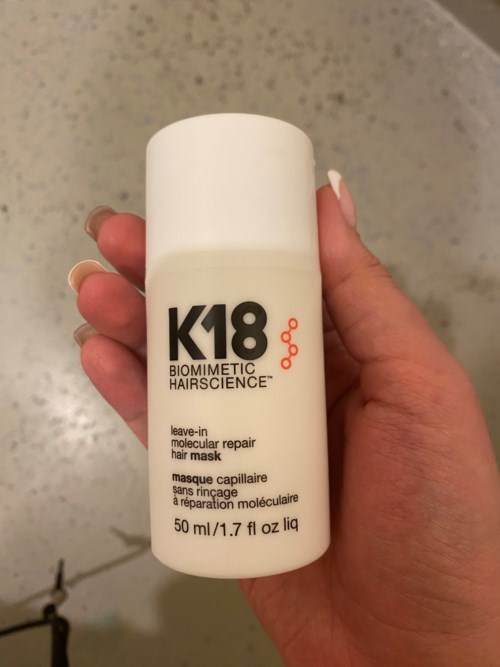 K18
BIOMIMETIC
HAIRSCIENCE™
leave-in
molecular repair
hair mask
masque capillaire
sans rinçage
à réparation moléculaire
50 ml/1.7 fl oz liq